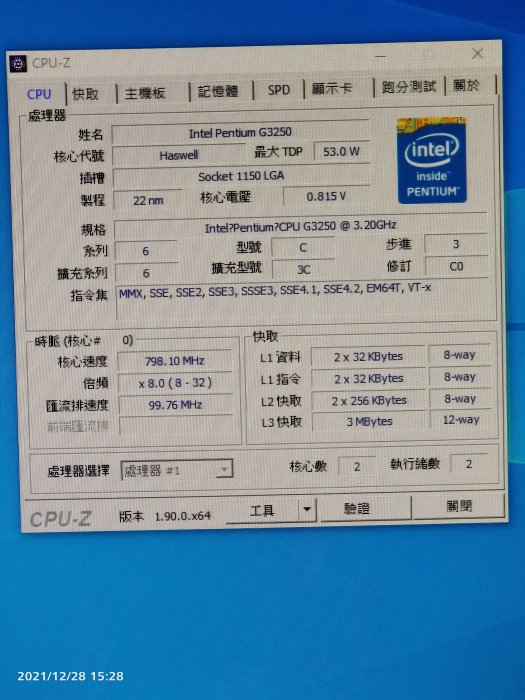 CPU-Z
CPU 快取 主機板 記憶體 SPD 顯示卡 跑分測試 關於
處理器
姓名 Intel Pentium G3250
核心代號 Haswell 最大 TDP 53.0 W
插槽 Socket 1150 LGA
製程 22 nm 核心電壓 0.815 V
intel
inside™
PENTIUM®
規格 Intel?Pentium?CPU G3250 @ 3.20GHz
系列 6 型號 C 步進 3
擴充系列 6 擴充型號 3C 修訂 C0
指令集 MMX, SSE, SSE2, SSE3, SSSE3, SSE4.1, SSE4.2, EM64T, VT-x
時脈 (核心# 0)
核心速度 798.10 MHz
倍頻 x 8.0 ( 8 - 32 )
匯流排速度 99.76 MHz
前端匯流排
快取
L1 資料 2 x 32 KBytes 8-way
L1 指令 2 x 32 KBytes 8-way
L2 快取 2 x 256 KBytes 8-way
L3 快取 3 MBytes 12-way
處理器選擇 處理器 #1 核心數 2 執行緒數 2
CPU-Z 版本 1.90.0.x64 工具 驗證 關閉
2021/12/28 15:28